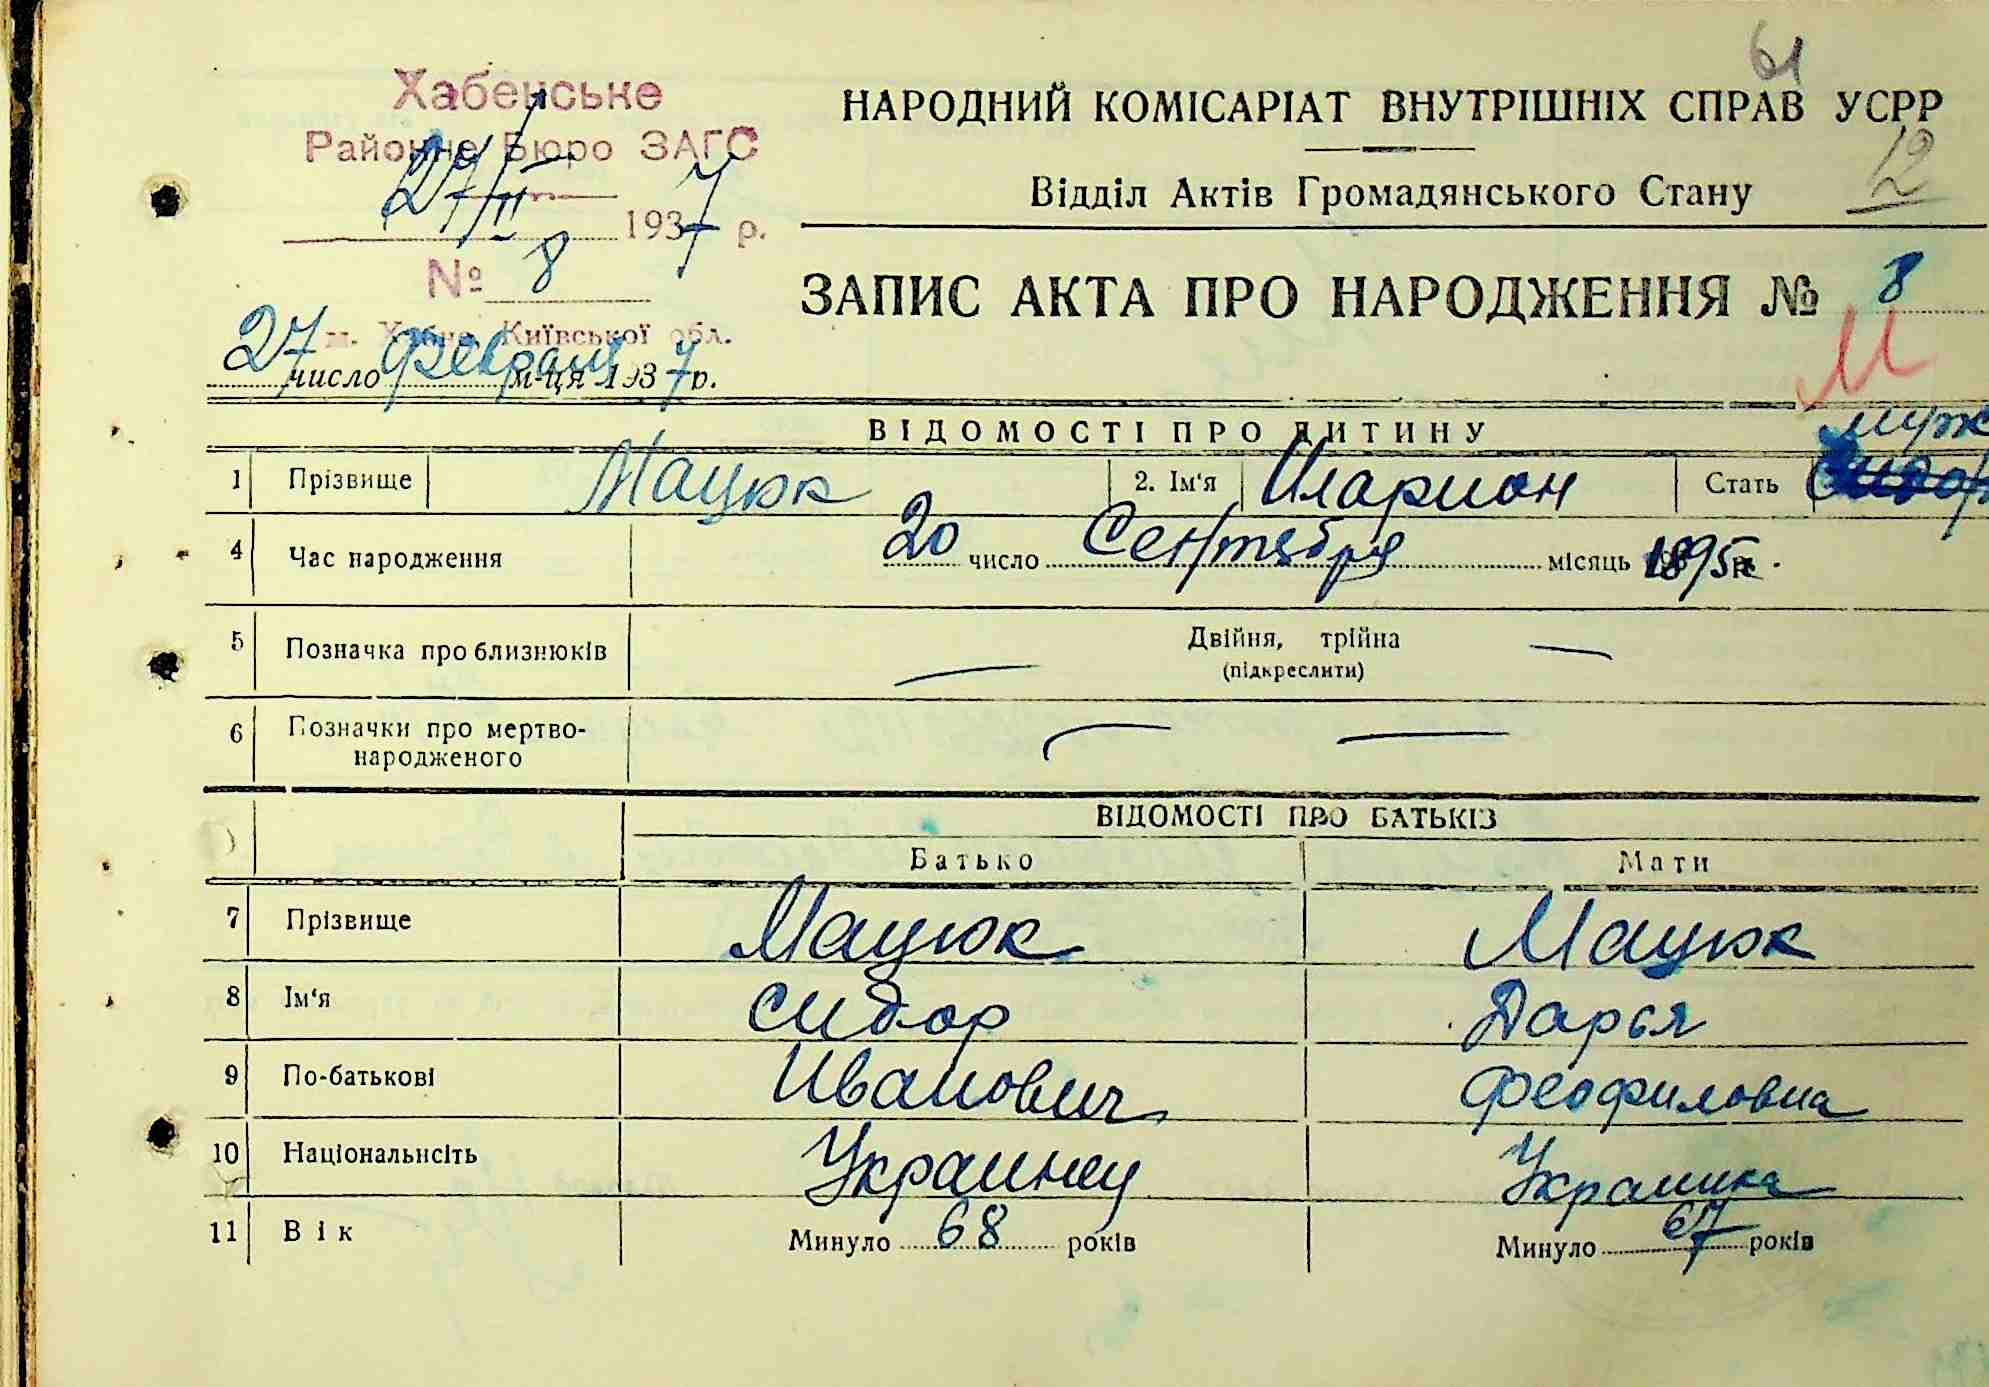 61
Хабенське
Районне Бюро ЗАГС
27/II 1937 р.
№ 8
м. Хабне, Київської обл.
27 число февраля м-ця 1937 р.
НАРОДНИЙ КОМІСАРІАТ ВНУТРІШНІХ СПРАВ УСРР
12
Відділ Актів Громадянського Стану
ЗАПИС АКТА ПРО НАРОДЖЕННЯ № 8
М
ВІДОМОСТІ ПРО ДИТИНУ
муж
1 Прізвище Мацюк 2. Ім'я Иларион Стать
4 Час народження 20 число Сентября місяць 1895 р.
5 Позначка про близнюків — Двійня, трійна —
(підкреслити)
6 Позначки про мертво-
народженого — —
ВІДОМОСТІ ПРО БАТЬКІВ
Батько Мати
7 Прізвище Мацюк Мацюк
8 Ім'я Сидор Дарья
9 По-батькові Иванович Феофиловна
10 Національнсіть Украинец Украинка
11 Вік Минуло 68 років Минуло 67 років